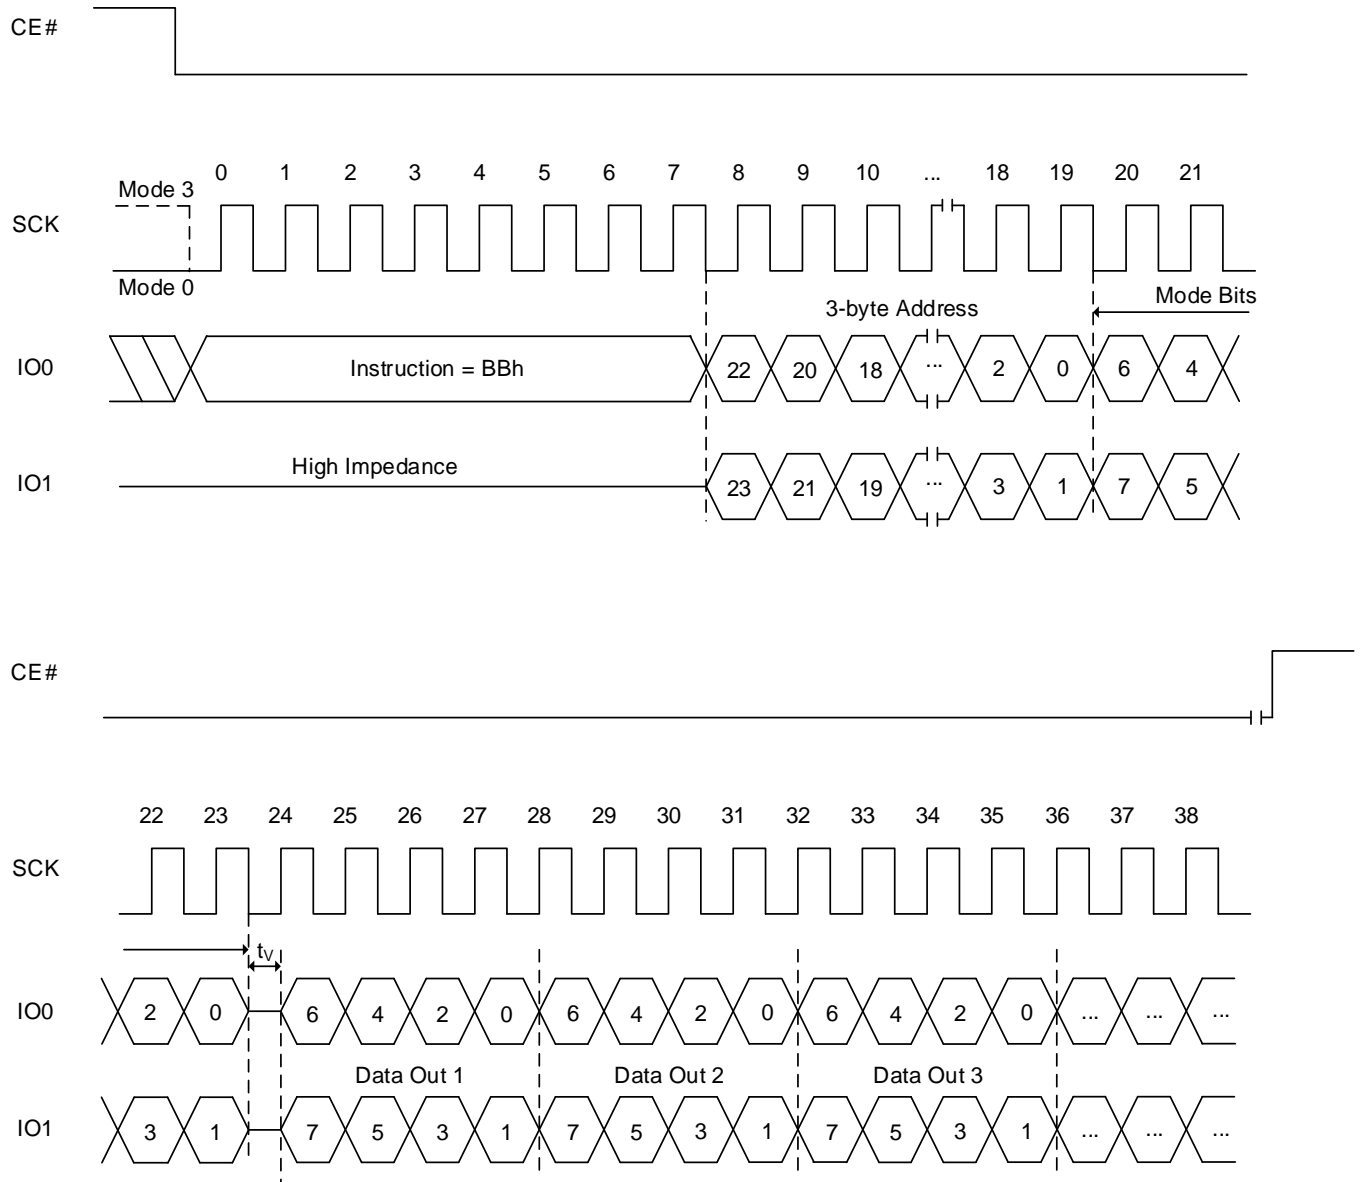 CE#
0 1 2 3 4 5 6 7 8 9 10 ... 18 19 20 21
Mode 3
SCK
Mode 0
3-byte Address
Mode Bits
IO0
Instruction = BBh
22 20 18 ... 2 0 6 4
High Impedance
IO1
23 21 19 ... 3 1 7 5
CE#
22 23 24 25 26 27 28 29 30 31 32 33 34 35 36 37 38
SCK
tV
IO0
2 0 6 4 2 0 6 4 2 0 6 4 2 0 ... ... ...
Data Out 1 Data Out 2 Data Out 3
IO1
3 1 7 5 3 1 7 5 3 1 7 5 3 1 ... ... ...